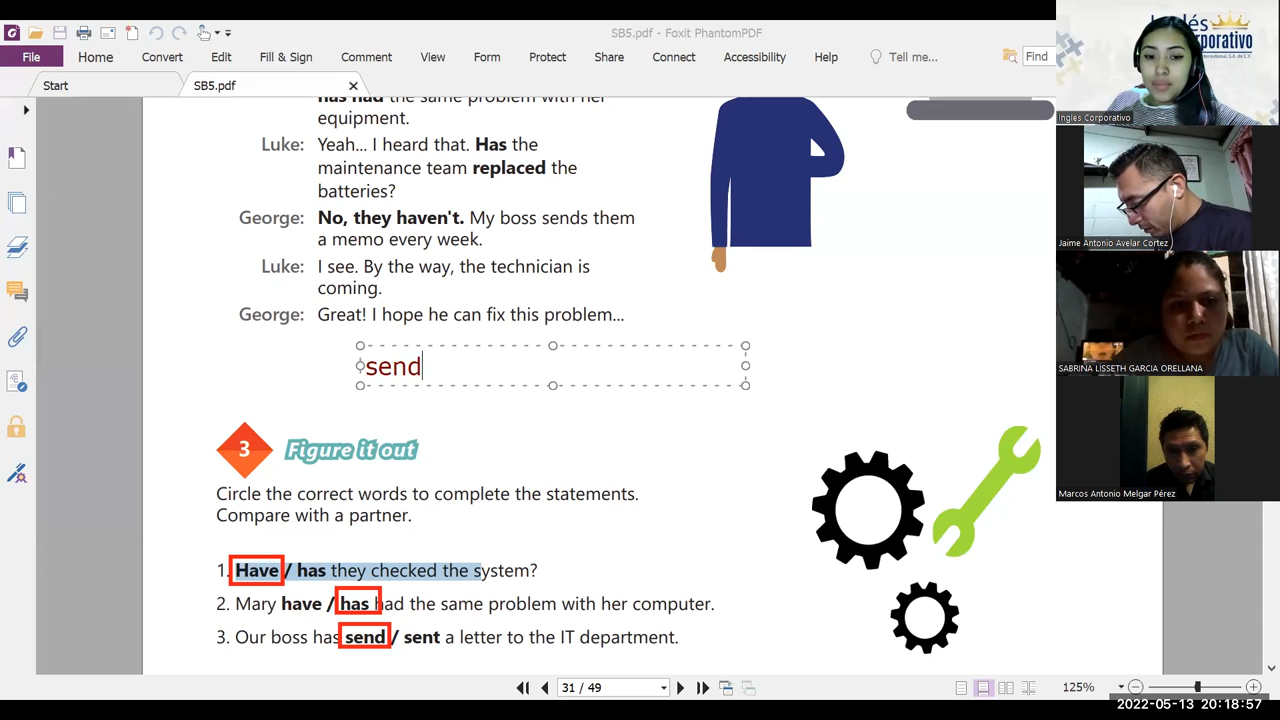 SB5.pdf - Foxit PhantomPDF
File Home Convert Edit Fill & Sign Comment View Form Protect Share Connect Accessibility Help Tell me... Find
Start SB5.pdf
has had the same problem with her
equipment.
Luke: Yeah... I heard that. Has the
maintenance team replaced the
batteries?
George: No, they haven't. My boss sends them
a memo every week.
Luke: I see. By the way, the technician is
coming.
George: Great! I hope he can fix this problem...
send
3 Figure it out
Circle the correct words to complete the statements.
Compare with a partner.
1. Have / has they checked the system?
2. Mary have / has had the same problem with her computer.
3. Our boss has send / sent a letter to the IT department.
31 / 49
125%
Inglés
Corporativo
Ingles Corporativo
Jaime Antonio Avelar Cortez
SABRINA LISSETH GARCIA ORELLANA
Marcos Antonio Melgar Pérez
2022-05-13 20:18:57